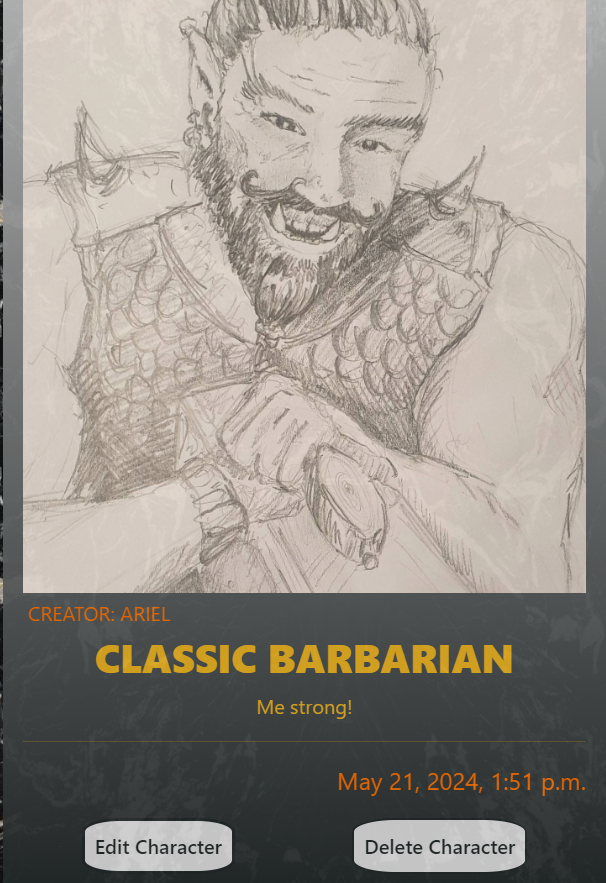 CREATOR: ARIEL
CLASSIC BARBARIAN
Me strong!
May 21, 2024, 1:51 p.m.
Edit Character Delete Character